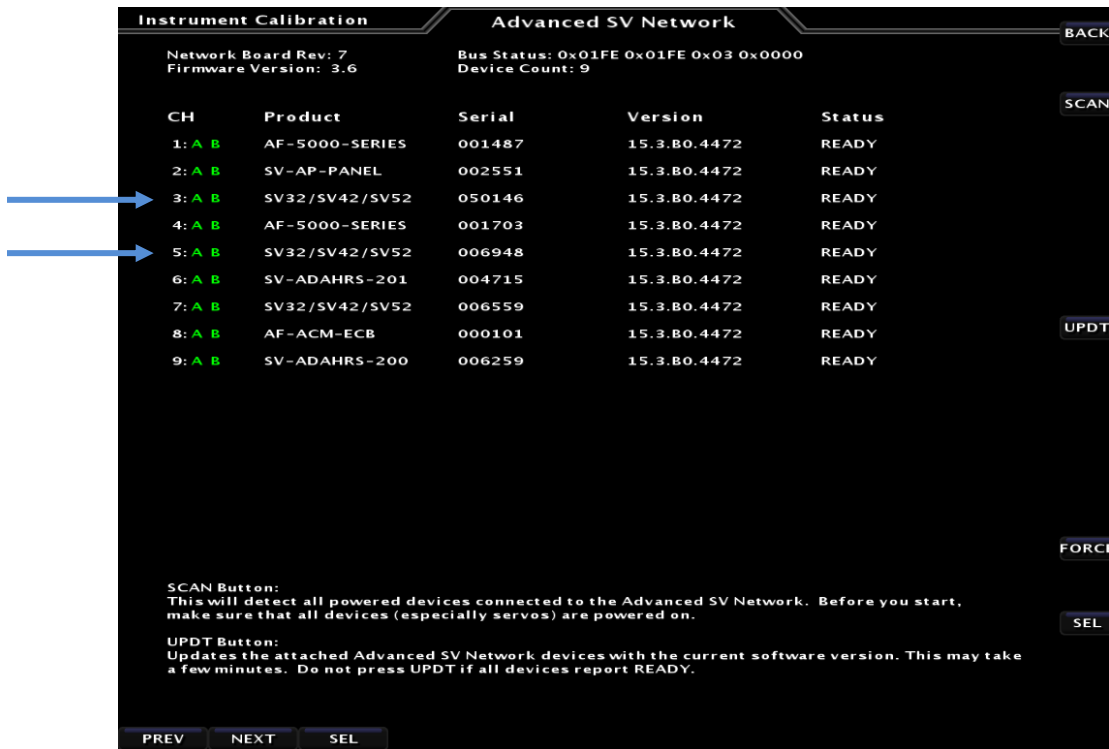 Instrument Calibration Advanced SV Network
BACK
Network Board Rev: 7 Bus Status: 0x01FE 0x01FE 0x03 0x0000
Firmware Version: 3.6 Device Count: 9
SCAN
CH Product Serial Version Status
1: A B AF-5000-SERIES 001487 15.3.B0.4472 READY
2: A B SV-AP-PANEL 002551 15.3.B0.4472 READY
3: A B SV32/SV42/SV52 050146 15.3.B0.4472 READY
4: A B AF-5000-SERIES 001703 15.3.B0.4472 READY
5: A B SV32/SV42/SV52 006948 15.3.B0.4472 READY
6: A B SV-ADAHRS-201 004715 15.3.B0.4472 READY
7: A B SV32/SV42/SV52 006559 15.3.B0.4472 READY
8: A B AF-ACM-ECB 000101 15.3.B0.4472 READY
UPDT
9: A B SV-ADAHRS-200 006259 15.3.B0.4472 READY
FORCE
SCAN Button:
This will detect all powered devices connected to the Advanced SV Network. Before you start,
make sure that all devices (especially servos) are powered on.
SEL
UPDT Button:
Updates the attached Advanced SV Network devices with the current software version. This may take
a few minutes. Do not press UPDT if all devices report READY.
PREV NEXT SEL